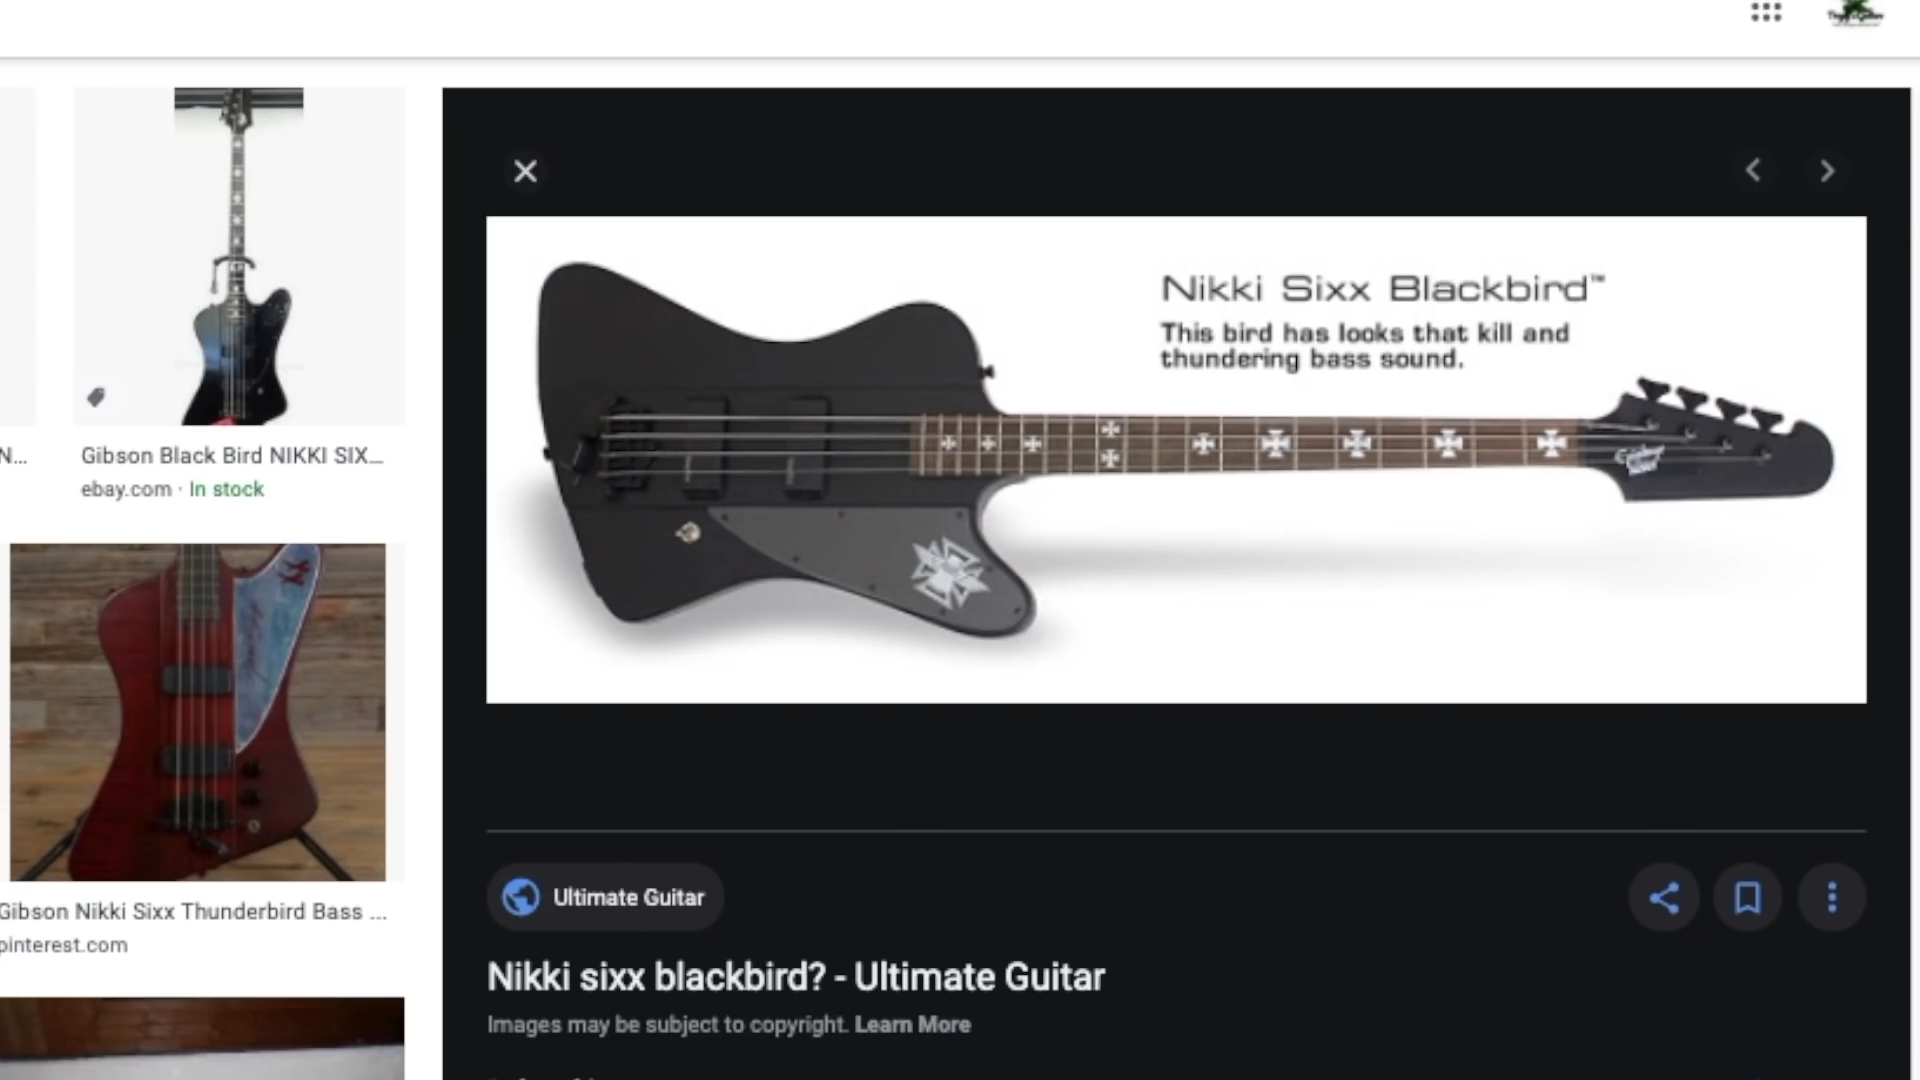 Nikki Sixx Blackbird™
This bird has looks that kill and
thundering bass sound.
Epiphone
N...
Gibson Black Bird NIKKI SIX...
ebay.com · In stock
Gibson Nikki Sixx Thunderbird Bass ...
pinterest.com
Ultimate Guitar
Nikki sixx blackbird? - Ultimate Guitar
Images may be subject to copyright. Learn More